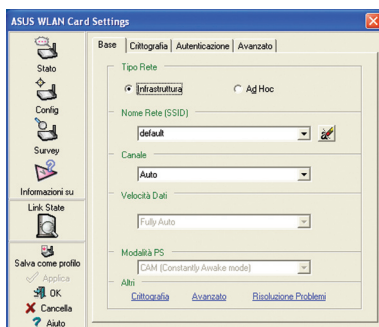 ASUS WLAN Card Settings
Stato
Config
Survey
Informazioni su
Link State
Salva come profilo
Applica
OK
Cancella
Aiuto
Base Crittografia Autenticazione Avanzato
Tipo Rete
Infrastruttura Ad Hoc
Nome Rete (SSID)
default
Canale
Auto
Velocità Dati
Fully Auto
Modalità PS
CAM (Constantly Awake mode)
Altri
Crittografia Avanzato Risoluzione Problemi